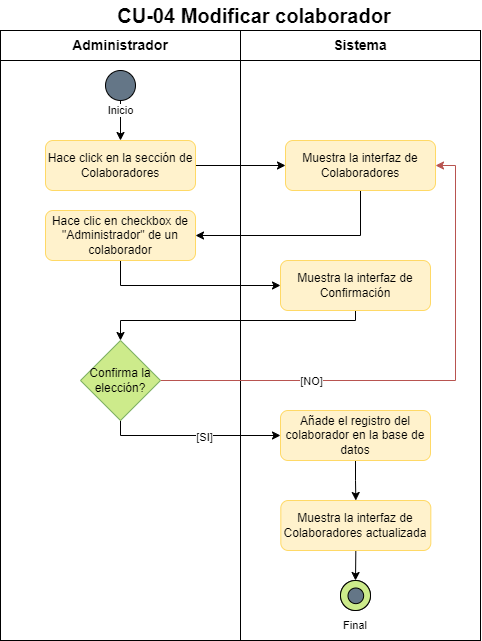 CU-04 Modificar colaborador
Administrador
Sistema
Inicio
Hace click en la sección de
Colaboradores
Muestra la interfaz de
Colaboradores
Hace clic en checkbox de
"Administrador" de un
colaborador
Muestra la interfaz de
Confirmación
Confirma la
elección?
[NO]
[SI]
Añade el registro del
colaborador en la base de
datos
Muestra la interfaz de
Colaboradores actualizada
Final